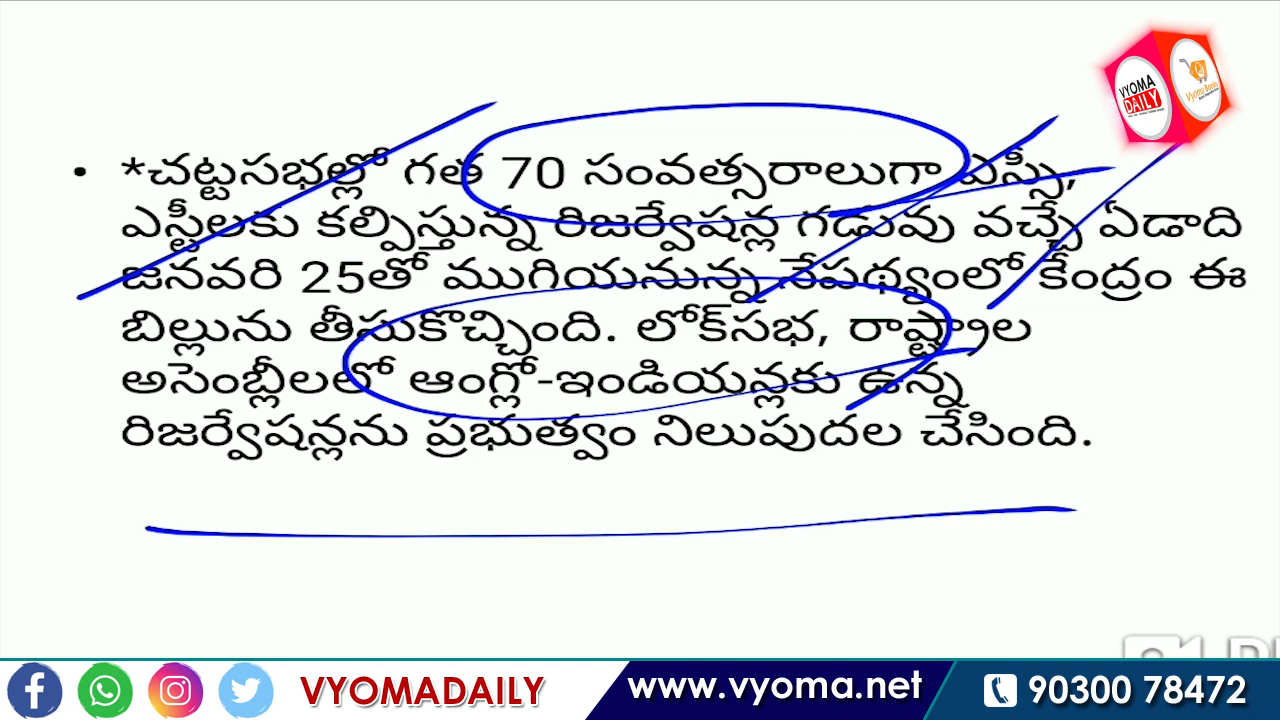 VYOMA
DAILY
Vyoma Books
• *చట్టసభల్లో గత 70 సంవత్సరాలుగా ఎస్సీ,
ఎస్టీలకు కల్పిస్తున్న రిజర్వేషన్ల గడువు వచ్చే ఏడాది
జనవరి 25తో ముగియనున్న నేపథ్యంలో కేంద్రం ఈ
బిల్లును తీసుకొచ్చింది. లోక్‌సభ, రాష్ట్రాల
అసెంబ్లీలలో ఆంగ్లో-ఇండియన్లకు ఉన్న
రిజర్వేషన్లను ప్రభుత్వం నిలుపుదల చేసింది.
VYOMADAILY www.vyoma.net 90300 78472